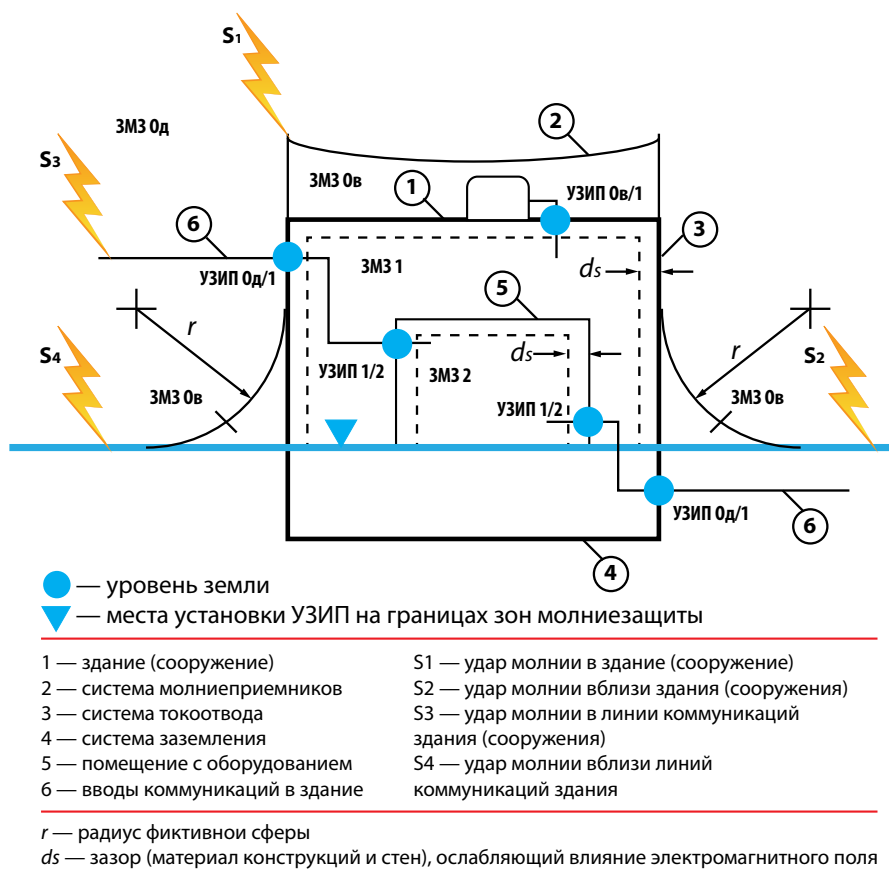 S1
2
ЗМЗ 0д
S3
ЗМЗ 0в
1
УЗИП 0в/1
6
3
ЗМЗ 1
ds
УЗИП 0д/1
5
r
r
S4
ds
S2
УЗИП 1/2
ЗМЗ 2
ЗМЗ 0в
ЗМЗ 0в
УЗИП 1/2
УЗИП 0д/1
6
4
— уровень земли
— места установки УЗИП на границах зон молниезащиты
1 — здание (сооружение)
2 — система молниеприемников
3 — система токоотвода
4 — система заземления
5 — помещение с оборудованием
6 — вводы коммуникаций в здание
S1 — удар молнии в здание (сооружение)
S2 — удар молнии вблизи здания (сооружения)
S3 — удар молнии в линии коммуникаций
здания (сооружения)
S4 — удар молнии вблизи линий
коммуникаций здания
r — радиус фиктивнои сферы
ds — зазор (материал конструкций и стен), ослабляющий влияние электромагнитного поля